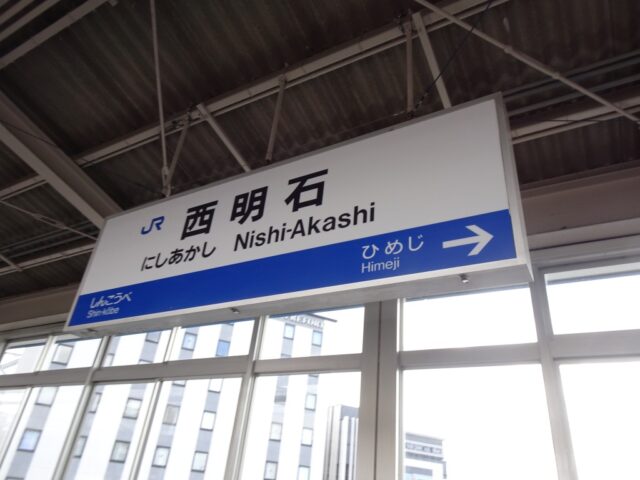 JR 西明石
にしあかし Nishi-Akashi
しんこうべ
Shin-kōbe
ひめじ →
Himeji